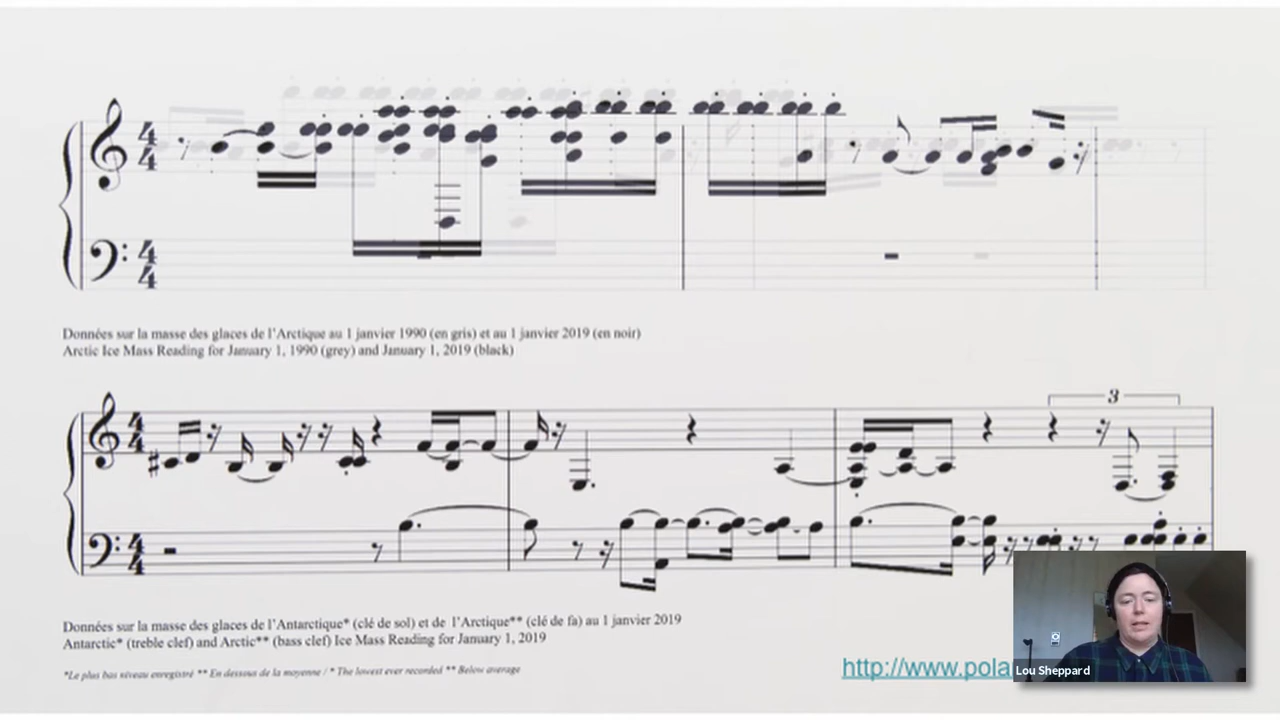 Données sur la masse des glaces de l'Arctique au 1 janvier 1990 (en gris) et au 1 janvier 2019 (en noir)
Arctic Ice Mass Reading for January 1, 1990 (grey) and January 1, 2019 (black)
3
Données sur la masse des glaces de l'Antarctique* (clé de sol) et de l'Arctique** (clé de fa) au 1 janvier 2019
Antarctic* (treble clef) and Arctic** (bass clef) Ice Mass Reading for January 1, 2019
*Le plus bas niveau enregistré ** En dessous de la moyenne / * The lowest ever recorded ** Below average
http://www.pola
Lou Sheppard